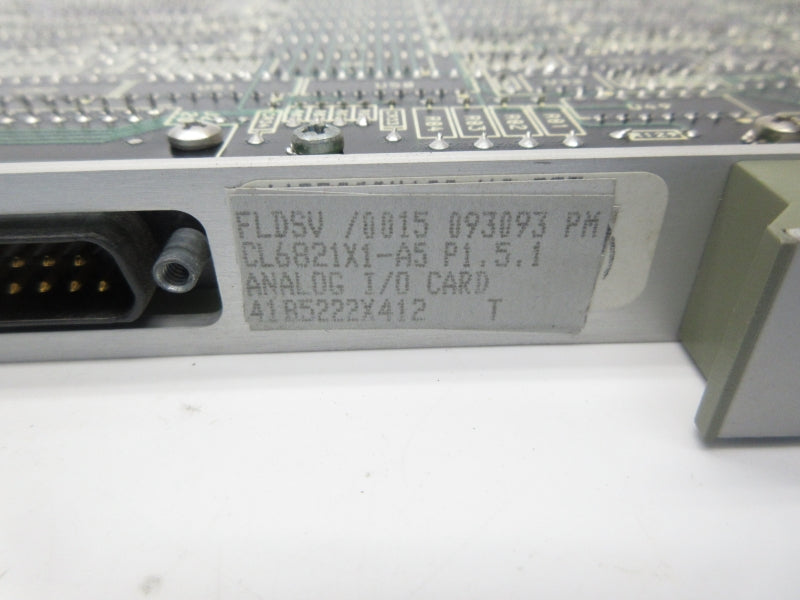 FLDSV /0015 093093 PM
CL6821X1-A5 P1.5.1
ANALOG I/O CARD
41B5222X412 T